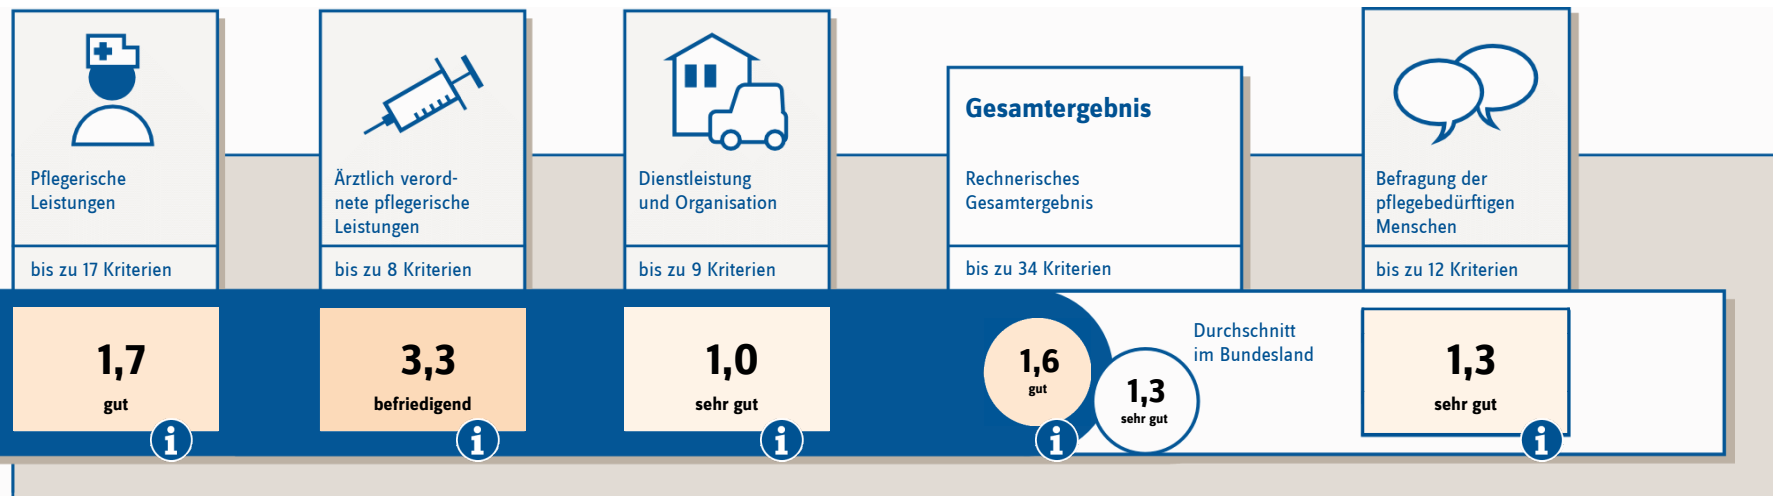 Pflegerische
Leistungen
bis zu 17 Kriterien
1,7
gut
i
Ärztlich verord-
nete pflegerische
Leistungen
bis zu 8 Kriterien
3,3
befriedigend
i
Dienstleistung
und Organisation
bis zu 9 Kriterien
1,0
sehr gut
i
Gesamtergebnis
Rechnerisches
Gesamtergebnis
bis zu 34 Kriterien
1,6
gut
i
1,3
sehr gut
Durchschnitt
im Bundesland
Befragung der
pflegebedürftigen
Menschen
bis zu 12 Kriterien
1,3
sehr gut
i